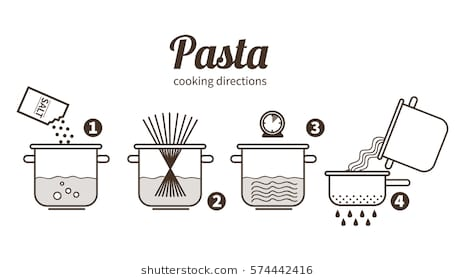 Pasta
cooking directions
SALT
1
2
3
4
shutterstock.com · 574442416